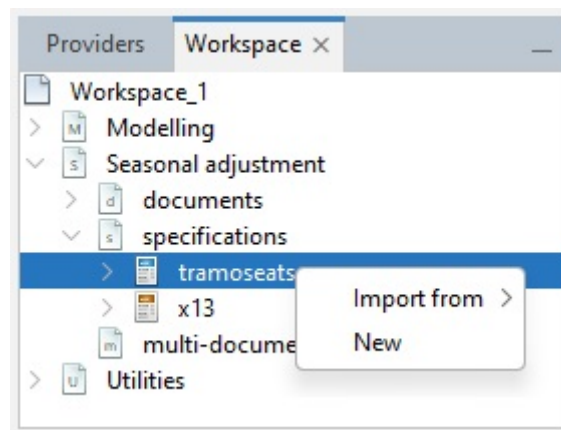 Providers Workspace ×
Workspace_1
M Modelling
s Seasonal adjustment
d documents
s specifications
tramoseats
Import from >
x13
New
m multi-docume
u Utilities